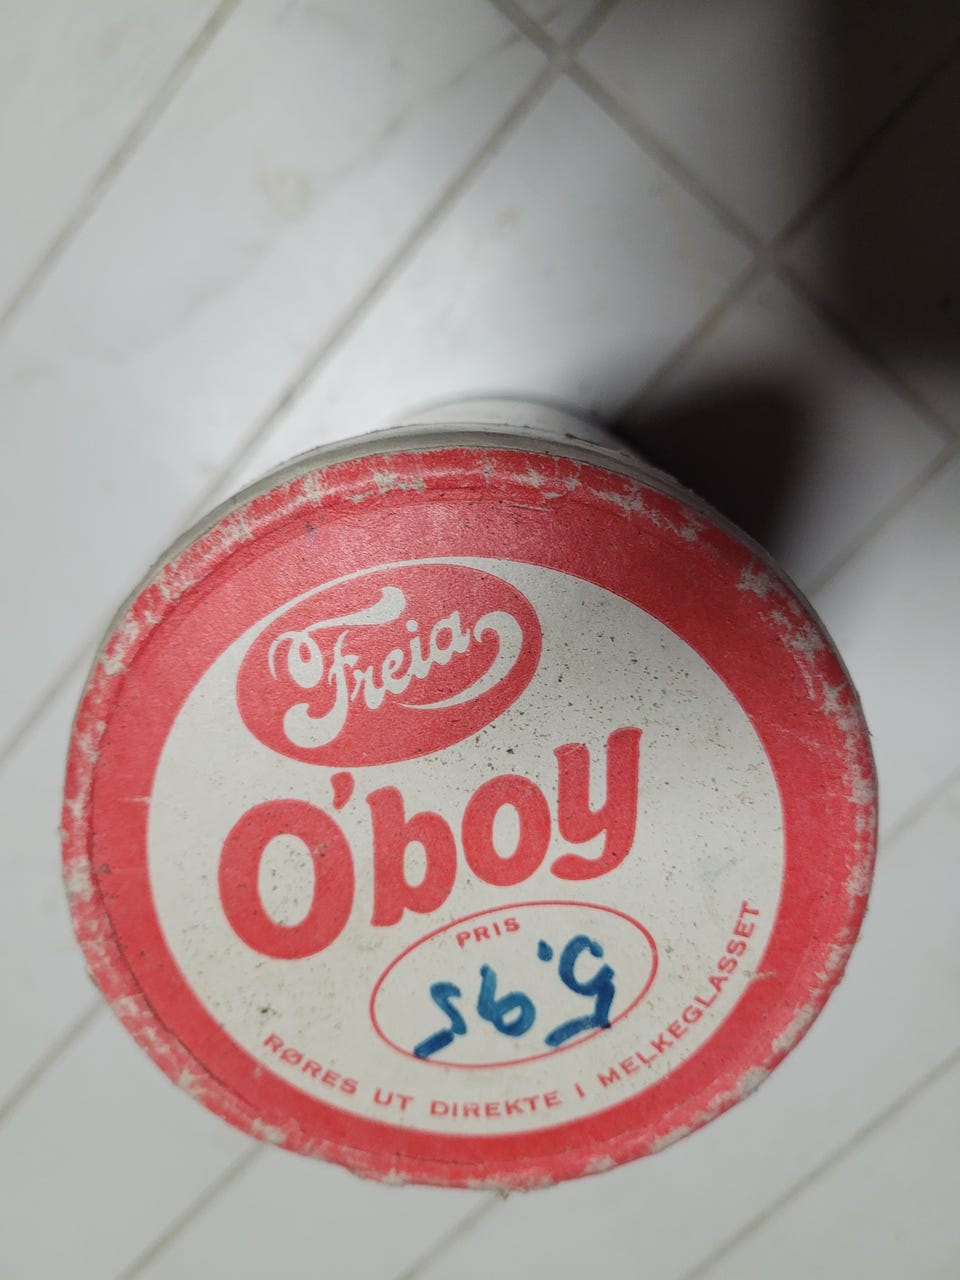 Freia
O'boy
PRIS
5,95
RØRES UT DIREKTE I MELKEGLASSET